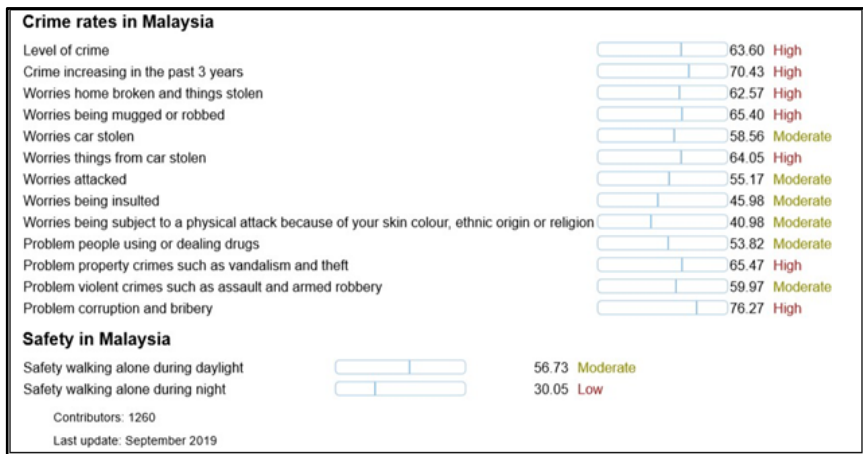 Crime rates in Malaysia
Level of crime 63.60 High
Crime increasing in the past 3 years 70.43 High
Worries home broken and things stolen 62.57 High
Worries being mugged or robbed 65.40 High
Worries car stolen 58.56 Moderate
Worries things from car stolen 64.05 High
Worries attacked 55.17 Moderate
Worries being insulted 45.98 Moderate
Worries being subject to a physical attack because of your skin colour, ethnic origin or religion 40.98 Moderate
Problem people using or dealing drugs 53.82 Moderate
Problem property crimes such as vandalism and theft 65.47 High
Problem violent crimes such as assault and armed robbery 59.97 Moderate
Problem corruption and bribery 76.27 High
Safety in Malaysia
Safety walking alone during daylight 56.73 Moderate
Safety walking alone during night 30.05 Low
Contributors: 1260
Last update: September 2019